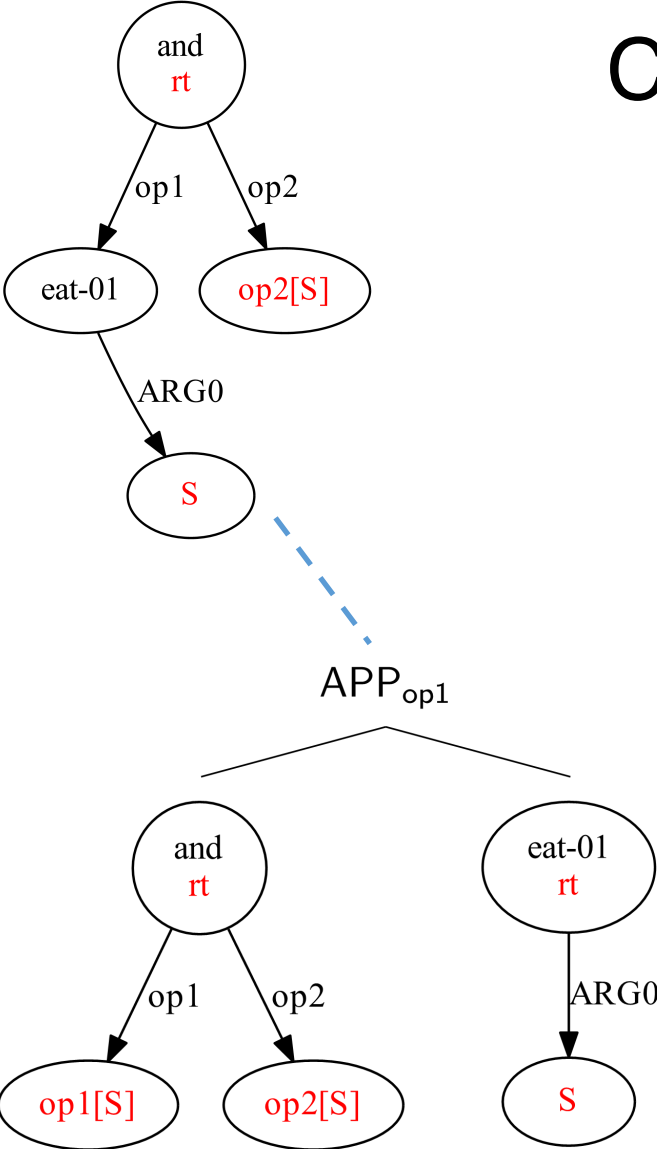 and
rt
C
op1
op2
eat-01
op2[S]
ARG0
S
APPop1
and
rt
eat-01
rt
op1
op2
ARG0
op1[S]
op2[S]
S